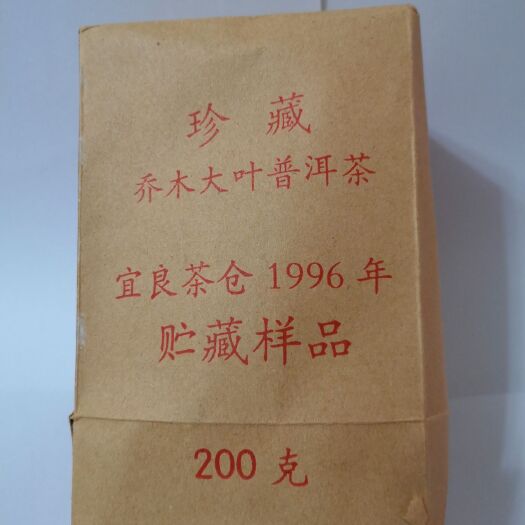 珍藏
乔木大叶普洱茶
宜良茶仓 1996 年
贮藏样品
200 克